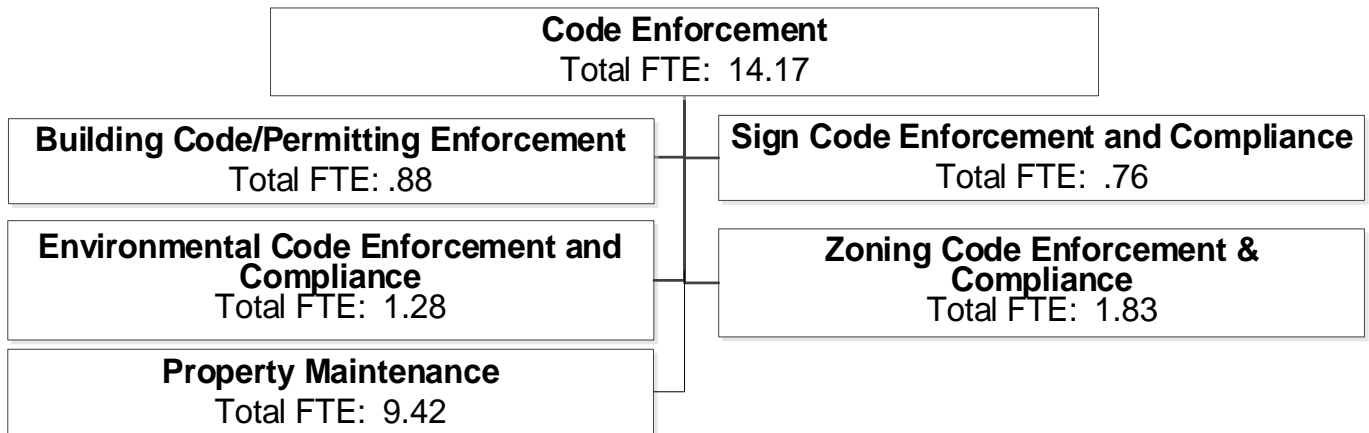 Code Enforcement
Total FTE: 14.17
Building Code/Permitting Enforcement
Total FTE: .88
Sign Code Enforcement and Compliance
Total FTE: .76
Environmental Code Enforcement and
Compliance
Total FTE: 1.28
Zoning Code Enforcement &
Compliance
Total FTE: 1.83
Property Maintenance
Total FTE: 9.42